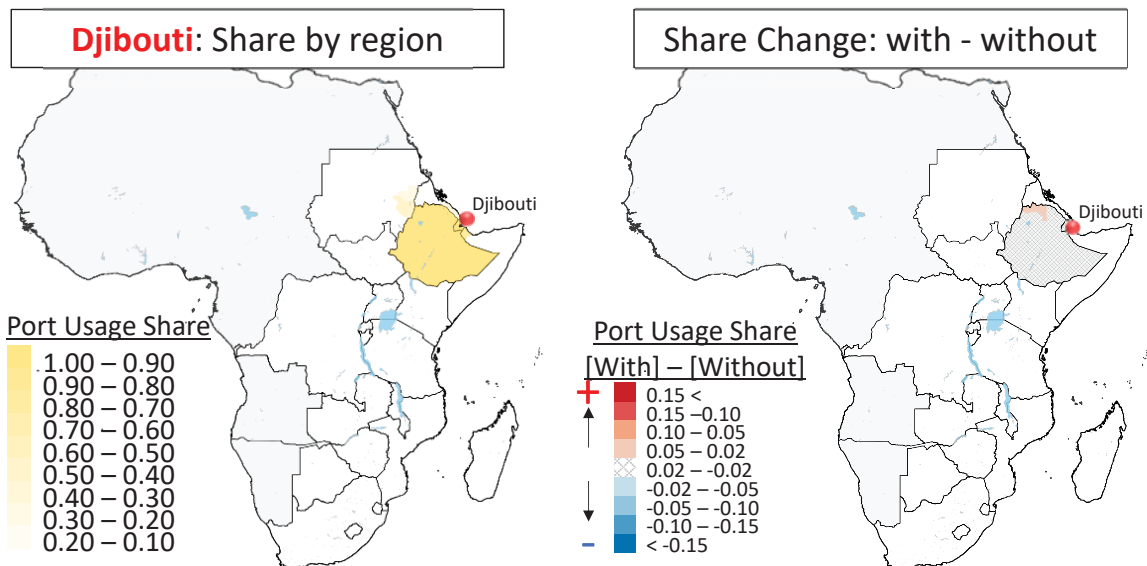 Djibouti: Share by region
Djibouti
Port Usage Share
1.00 – 0.90
0.90 – 0.80
0.80 – 0.70
0.70 – 0.60
0.60 – 0.50
0.50 – 0.40
0.40 – 0.30
0.30 – 0.20
0.20 – 0.10
Share Change: with - without
Djibouti
Port Usage Share
[With] – [Without]
+
0.15 <
0.15 –0.10
0.10 – 0.05
0.05 – 0.02
0.02 – -0.02
-0.02 – -0.05
-0.05 – -0.10
-0.10 – -0.15
< -0.15
-